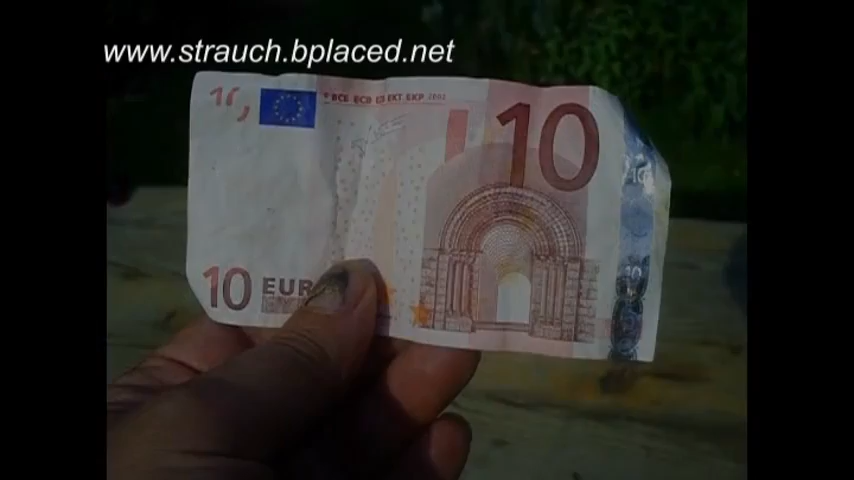 www.strauch.bplaced.net
BCE ECB EZB EKT EKP 2002
10
10 EUR